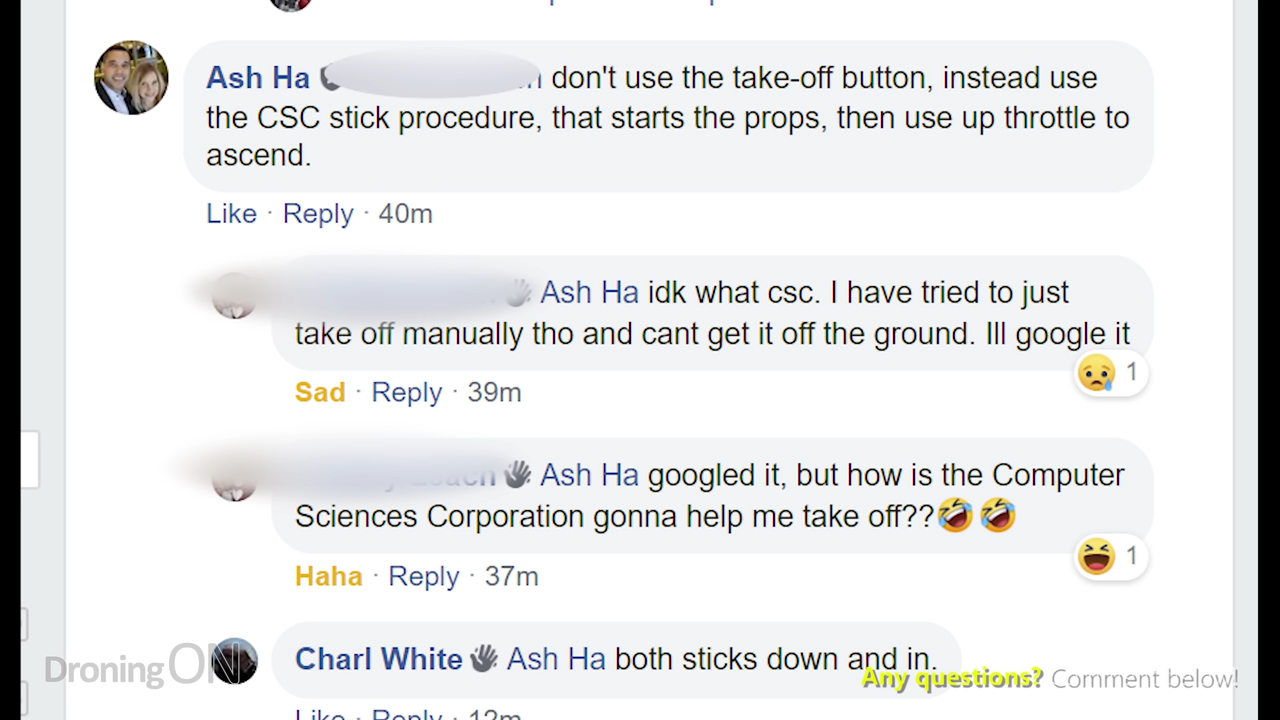 Ash Ha don't use the take-off button, instead use
the CSC stick procedure, that starts the props, then use up throttle to
ascend.
Like · Reply · 40m
Ash Ha idk what csc. I have tried to just
take off manually tho and cant get it off the ground. Ill google it
1
Sad · Reply · 39m
Ash Ha googled it, but how is the Computer
Sciences Corporation gonna help me take off??🤣🤣
1
Haha · Reply · 37m
Charl White 👋 Ash Ha both sticks down and in.
DroningON
Any questions? Comment below!
Like · Reply · 12m